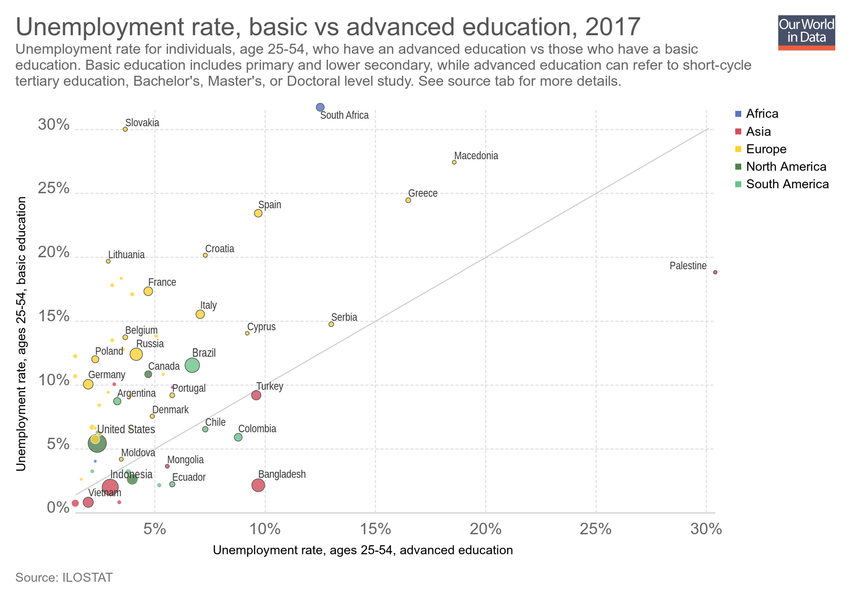 Unemployment rate, basic vs advanced education, 2017
Our World
in Data
Unemployment rate for individuals, age 25-54, who have an advanced education vs those who have a basic
education. Basic education includes primary and lower secondary, while advanced education can refer to short-cycle
tertiary education, Bachelor's, Master's, or Doctoral level study. See source tab for more details.
Africa
Asia
Europe
North America
South America
Unemployment rate, ages 25-54, basic education
30%
25%
20%
15%
10%
5%
0%
South Africa
Slovakia
Macedonia
Greece
Spain
Croatia
Lithuania
Palestine
France
Italy
Serbia
Cyprus
Belgium
Russia
Poland
Brazil
Canada
Germany
Turkey
Portugal
Argentina
Denmark
Chile
Colombia
United States
Moldova
Mongolia
Indonesia
Ecuador
Bangladesh
Vietnam
5%
10%
15%
20%
25%
30%
Unemployment rate, ages 25-54, advanced education
Source: ILOSTAT